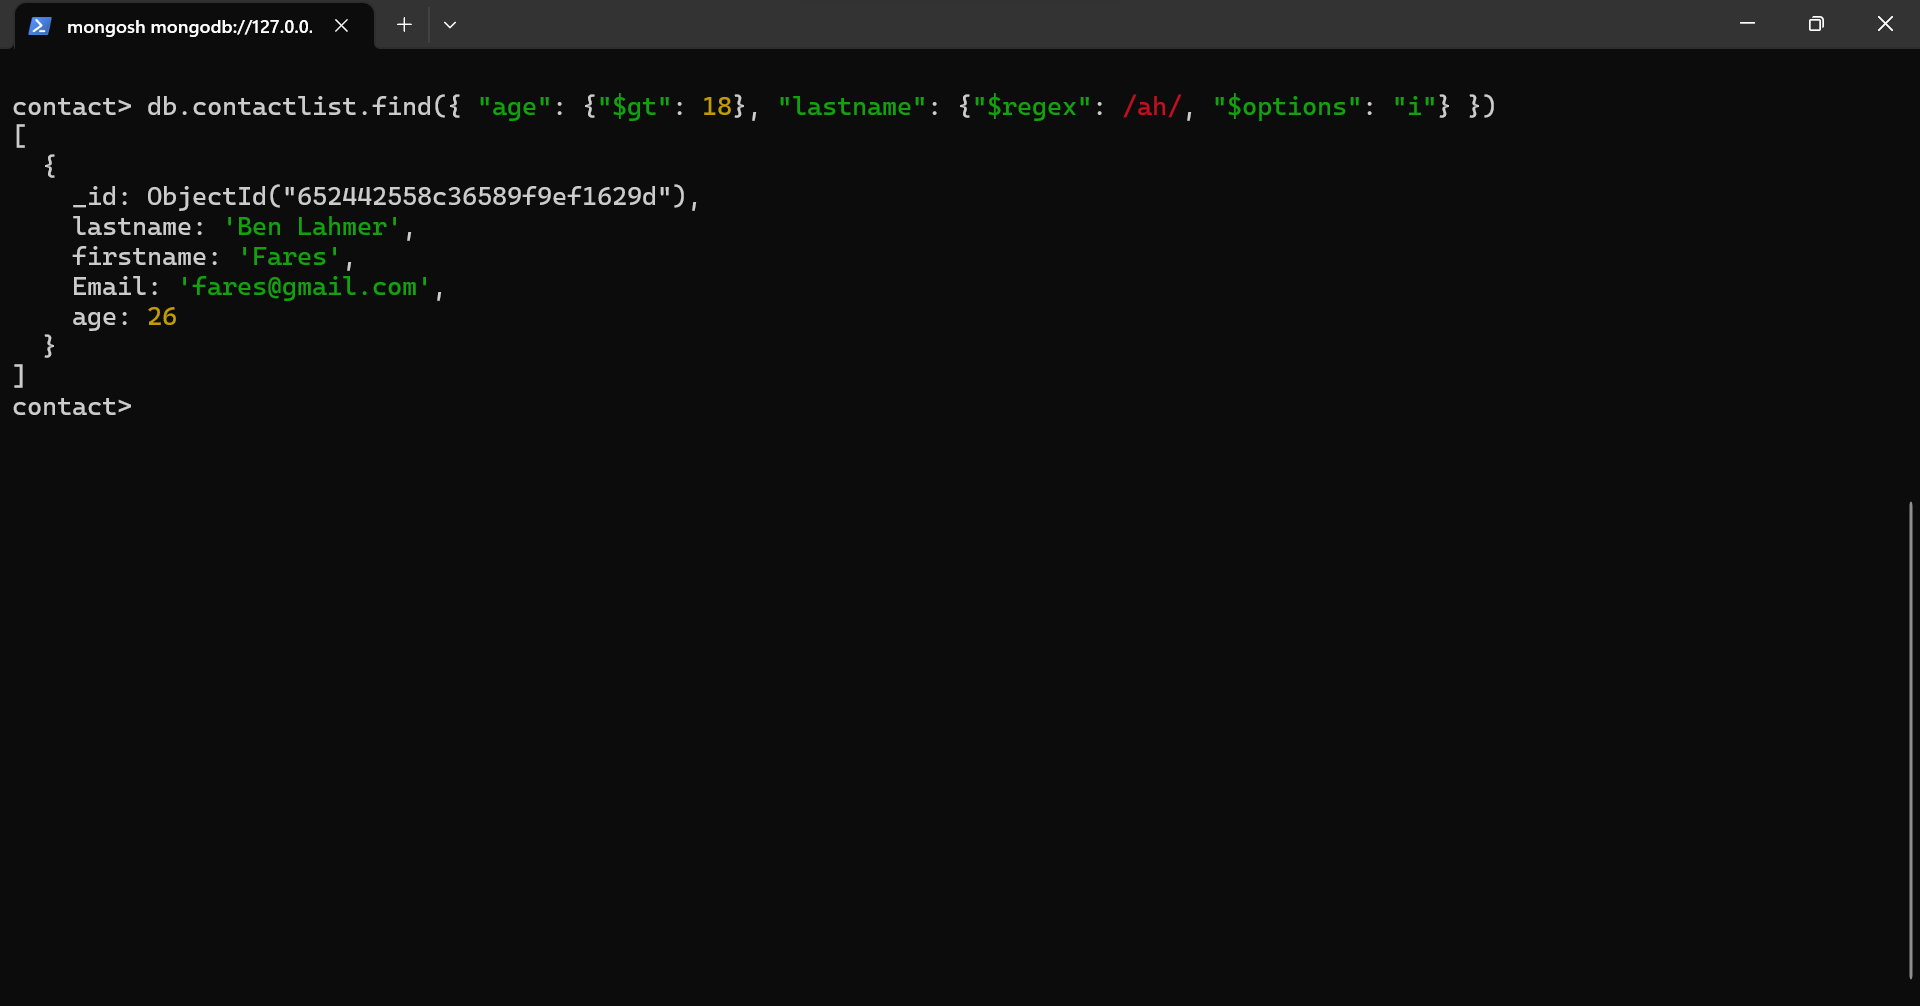 mongosh mongodb://127.0.0.
contact> db.contactlist.find({ "age": {"$gt": 18}, "lastname": {"$regex": /ah/, "$options": "i"} })
[
  {
    _id: ObjectId("652442558c36589f9ef1629d"),
    lastname: 'Ben Lahmer',
    firstname: 'Fares',
    Email: 'fares@gmail.com',
    age: 26
  }
]
contact>